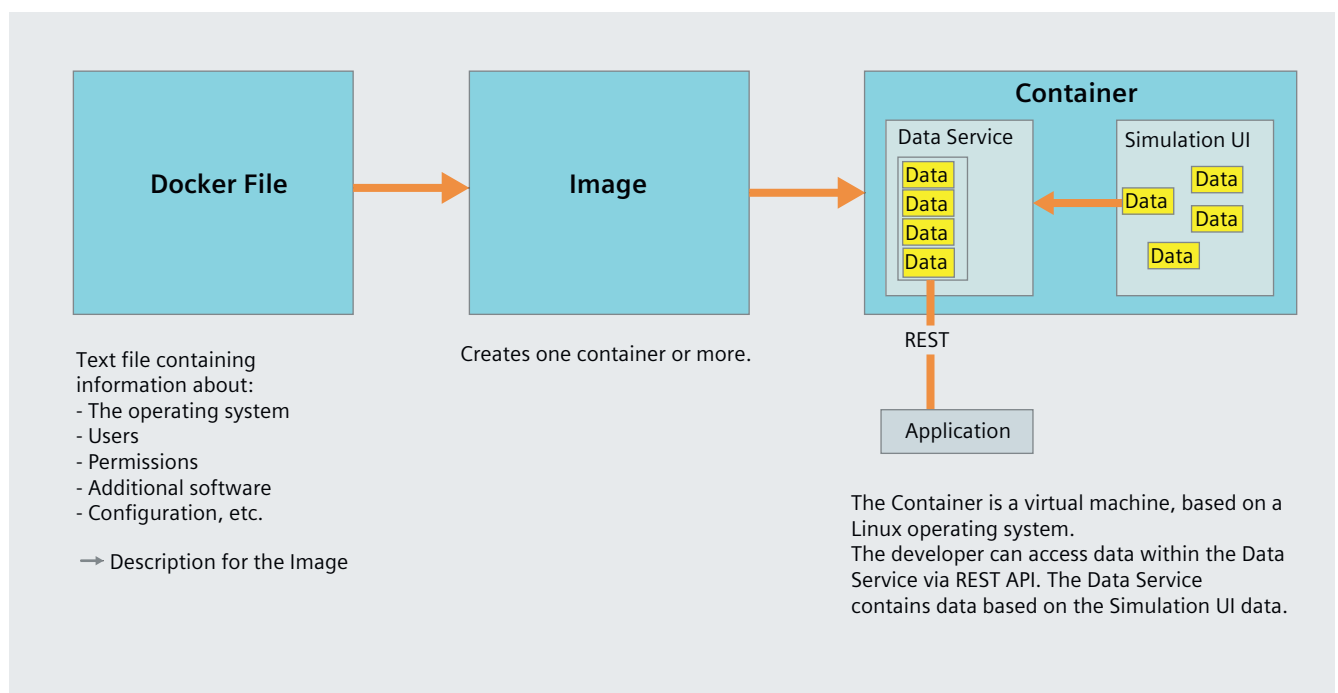 Docker File
Text file containing
information about:
- The operating system
- Users
- Permissions
- Additional software
- Configuration, etc.
→ Description for the Image
Image
Creates one container or more.
Container
Data Service
Data
Data
Data
Data
Simulation UI
Data
Data
Data
Data
REST
Application
The Container is a virtual machine, based on a
Linux operating system.
The developer can access data within the Data
Service via REST API. The Data Service
contains data based on the Simulation UI data.